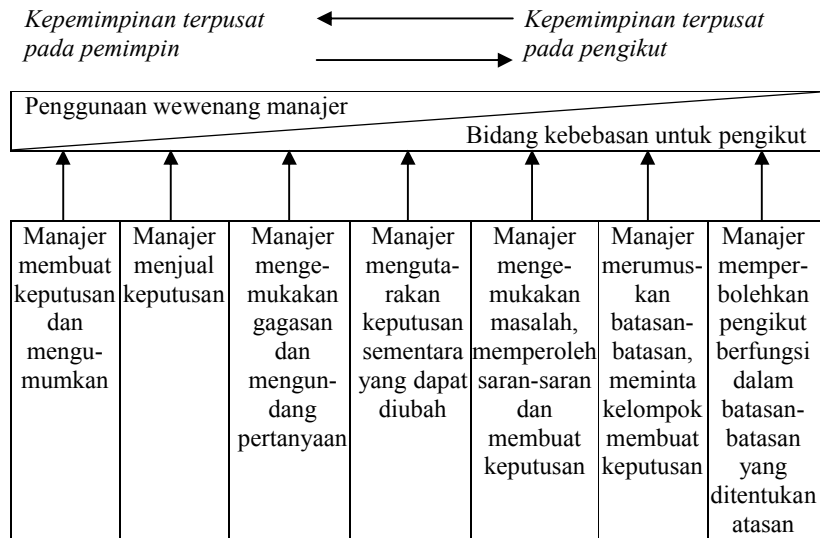 Kepemimpinan terpusat
pada pemimpin
Kepemimpinan terpusat
pada pengikut
Penggunaan wewenang manajer
Bidang kebebasan untuk pengikut
Manajer
membuat
keputusan
dan
mengu-
mumkan
Manajer
menjual
keputusan
Manajer
menge-
mukakan
gagasan
dan
mengun-
dang
pertanyaan
Manajer
menguta-
rakan
keputusan
sementara
yang dapat
diubah
Manajer
menge-
mukakan
masalah,
memperoleh
saran-saran
dan
membuat
keputusan
Manajer
merumus-
kan
batasan-
batasan,
meminta
kelompok
membuat
keputusan
Manajer
memper-
bolehkan
pengikut
berfungsi
dalam
batasan-
batasan
yang
ditentukan
atasan